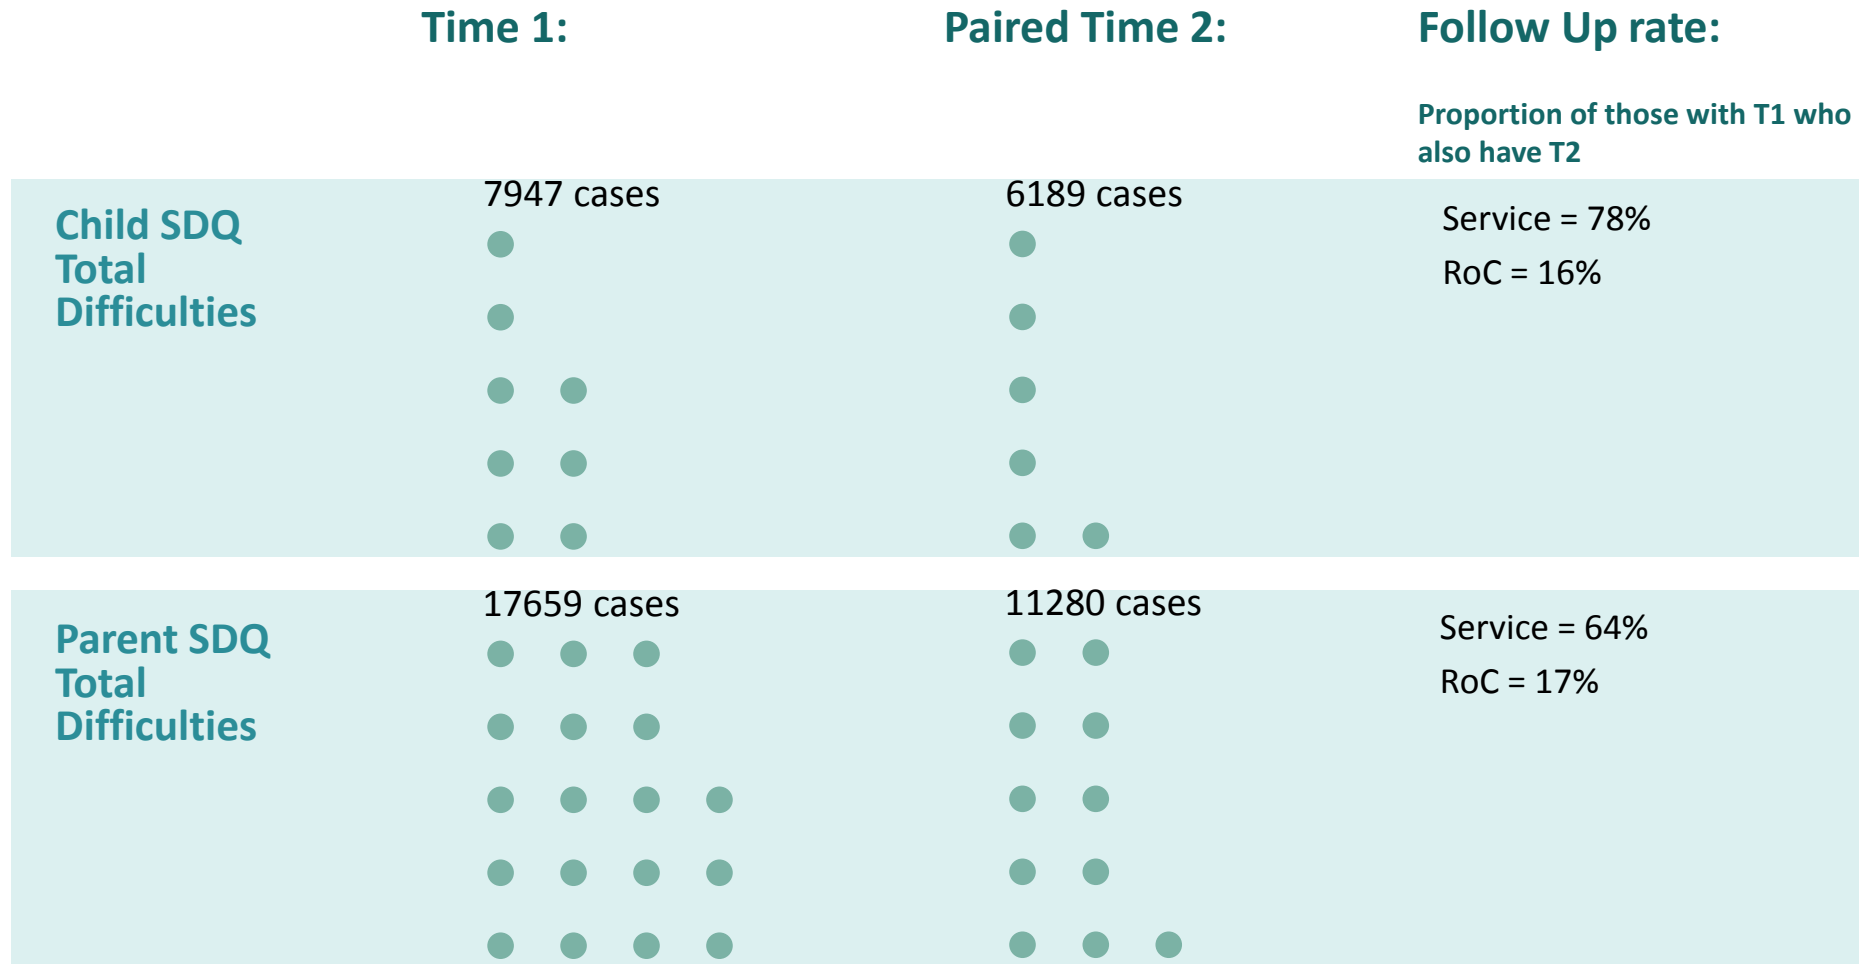 Time 1:
Paired Time 2:
Follow Up rate:
Proportion of those with T1 who
also have T2
Child SDQ
Total
Difficulties
7947 cases
6189 cases
Service = 78%
RoC = 16%
Parent SDQ
Total
Difficulties
17659 cases
11280 cases
Service = 64%
RoC = 17%